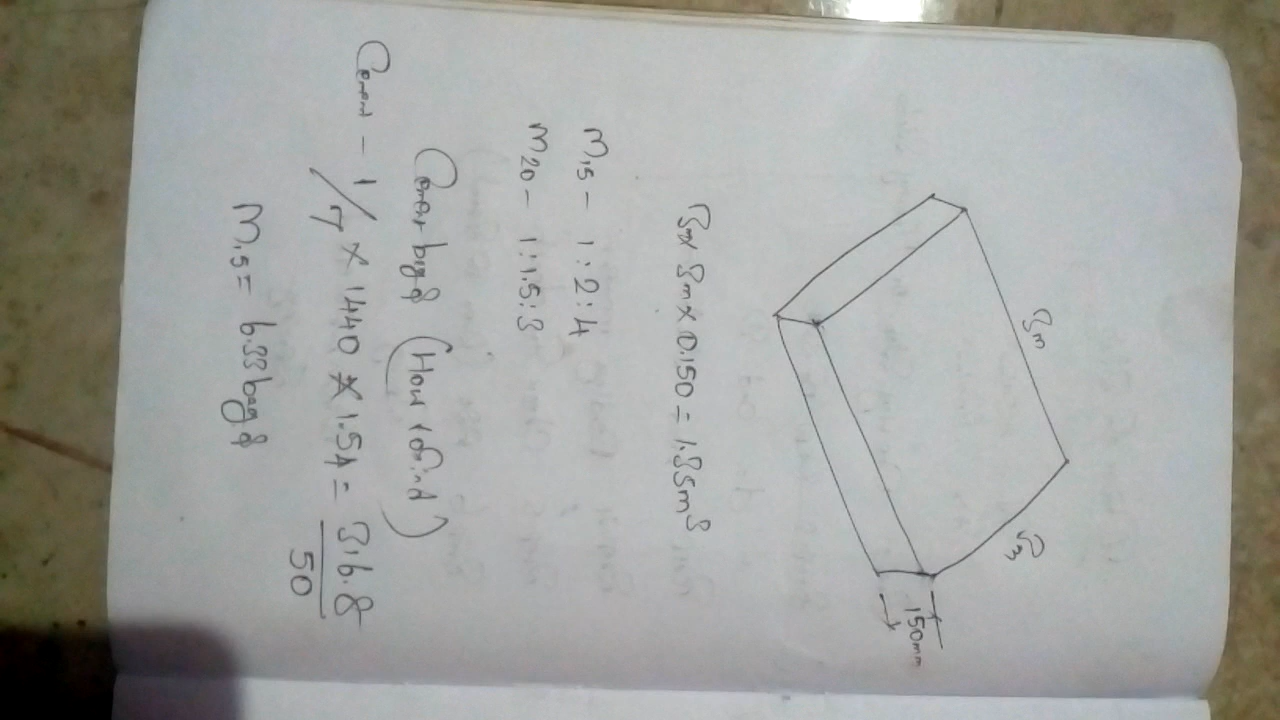 3m
3m
150mm
3m x 3m x 0.150 = 1.35m³
M15 - 1:2:4
M20 - 1:1.5:3
Cement bags (How to find)
Cement - 1/7 x 1440 x 1.54 = 316.8/50
M15 = 6.33 bags